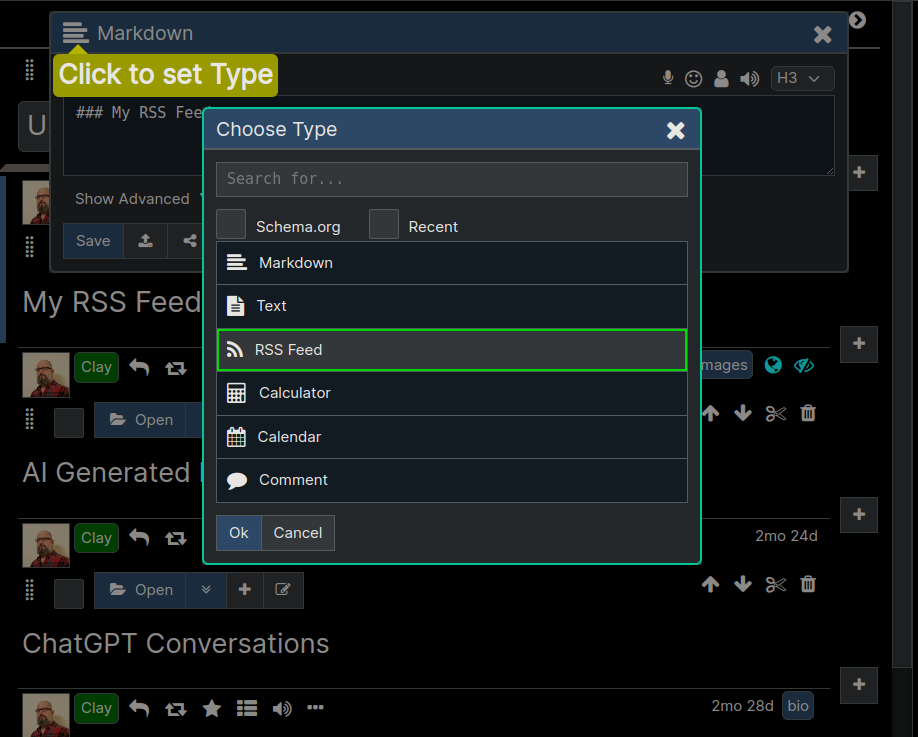 Markdown
Click to set Type
H3
### My RSS Feed
U
Choose Type
Search for...
Show Advanced
Schema.org
Recent
Save
Markdown
Text
My RSS Feed
RSS Feed
Clay
mages
Calculator
Open
Calendar
AI Generated
Comment
Ok
Cancel
Clay
2mo 24d
Open
ChatGPT Conversations
Clay
2mo 28d
bio